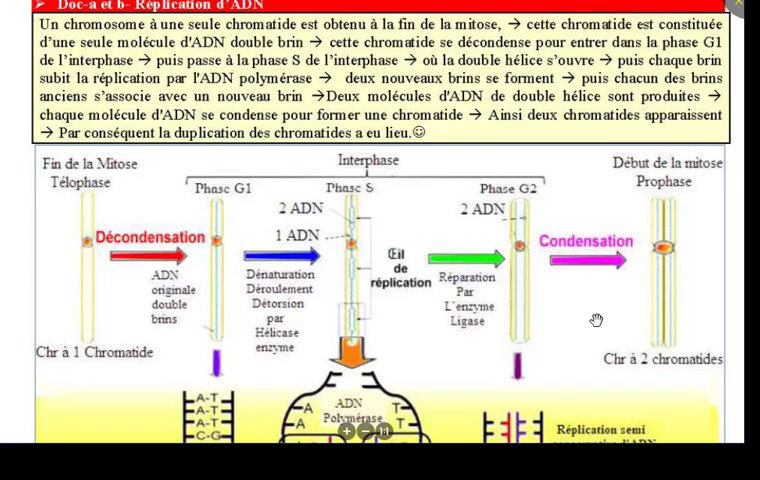 Doc-a et b- Réplication d'ADN
Un chromosome à une seule chromatide est obtenu à la fin de la mitose, → cette chromatide est constituée
d'une seule molécule d'ADN double brin → cette chromatide se décondense pour entrer dans la phase G1
de l'interphase → puis passe à la phase S de l'interphase → où la double hélice s'ouvre → puis chaque brin
subit la réplication par l'ADN polymérase → deux nouveaux brins se forment → puis chacun des brins
anciens s'associe avec un nouveau brin →Deux molécules d'ADN de double hélice sont produites →
chaque molécule d'ADN se condense pour former une chromatide → Ainsi deux chromatides apparaissent
→ Par conséquent la duplication des chromatides a eu lieu.☺
Fin de la Mitose
Télophase
Interphase
Début de la mitose
Prophase
Phase G1
Phase S
Phase G2
2 ADN
1 ADN
2 ADN
Décondensation
Condensation
Œil
de
réplication
ADN
originale
double
brins
Dénaturation
Déroulement
Détorsion
par
Hélicase
enzyme
Réparation
Par
L'enzyme
Ligase
Chr à 1 Chromatide
Chr à 2 chromatides
A-T
A-T
A-T
C-G
A
A
ADN
Polymérase
T
T
Réplication semi
1:1